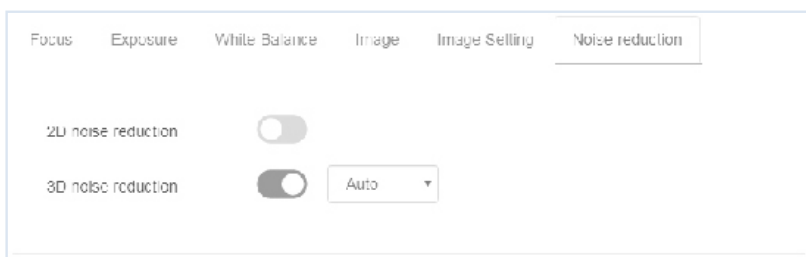 Focus Exposure White Balance Image Image Setting Noise reduction
2D noise reduction
3D noise reduction Auto